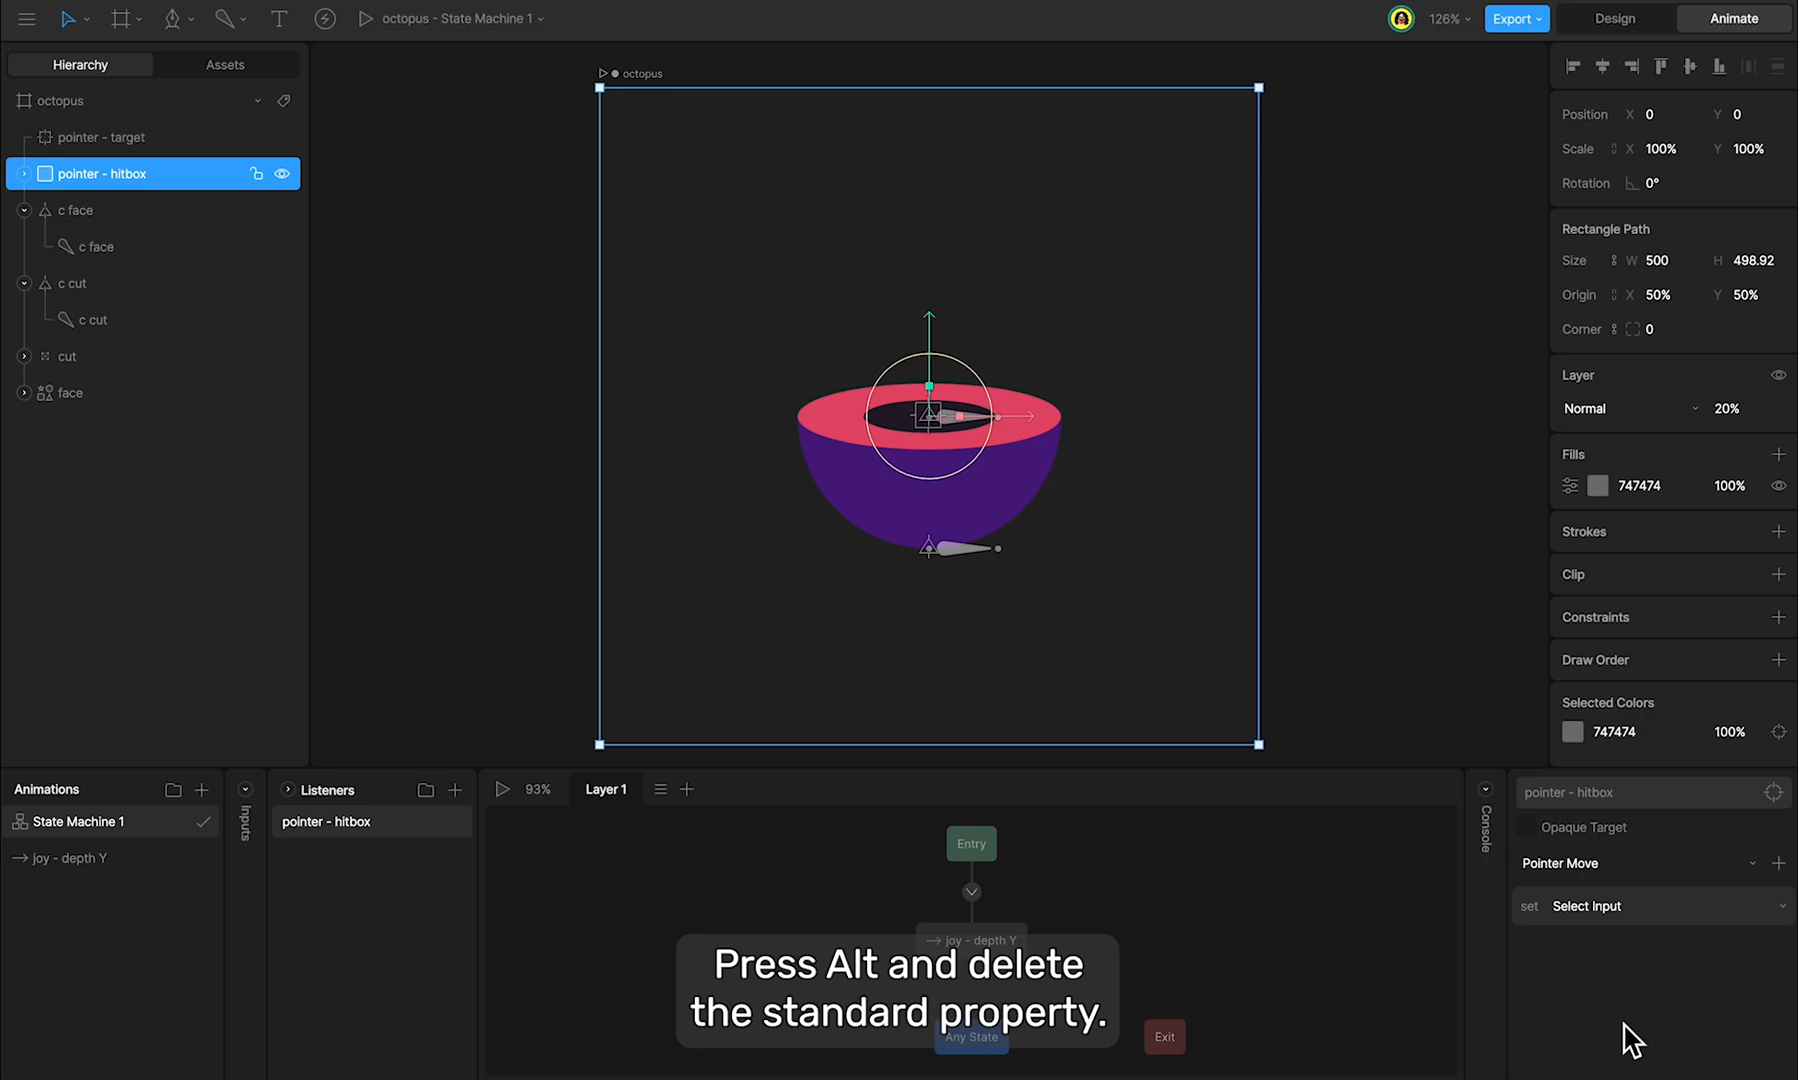 octopus - State Machine 1
126%
Export
Design
Animate
Hierarchy
Assets
octopus
octopus
pointer - target
pointer - hitbox
c face
c face
c cut
c cut
cut
face
Position X 0 Y 0
Scale X 100% Y 100%
Rotation 0°
Rectangle Path
Size W 500 H 498.92
Origin X 50% Y 50%
Corner 0
Layer
Normal 20%
Fills
747474 100%
Strokes
Clip
Constraints
Draw Order
Selected Colors
747474 100%
Animations
State Machine 1
joy - depth Y
Inputs
Listeners
pointer - hitbox
93%
Layer 1
Entry
joy - depth Y
Press Alt and delete
the standard property.
Any State
Exit
Console
pointer - hitbox
Opaque Target
Pointer Move
set Select Input